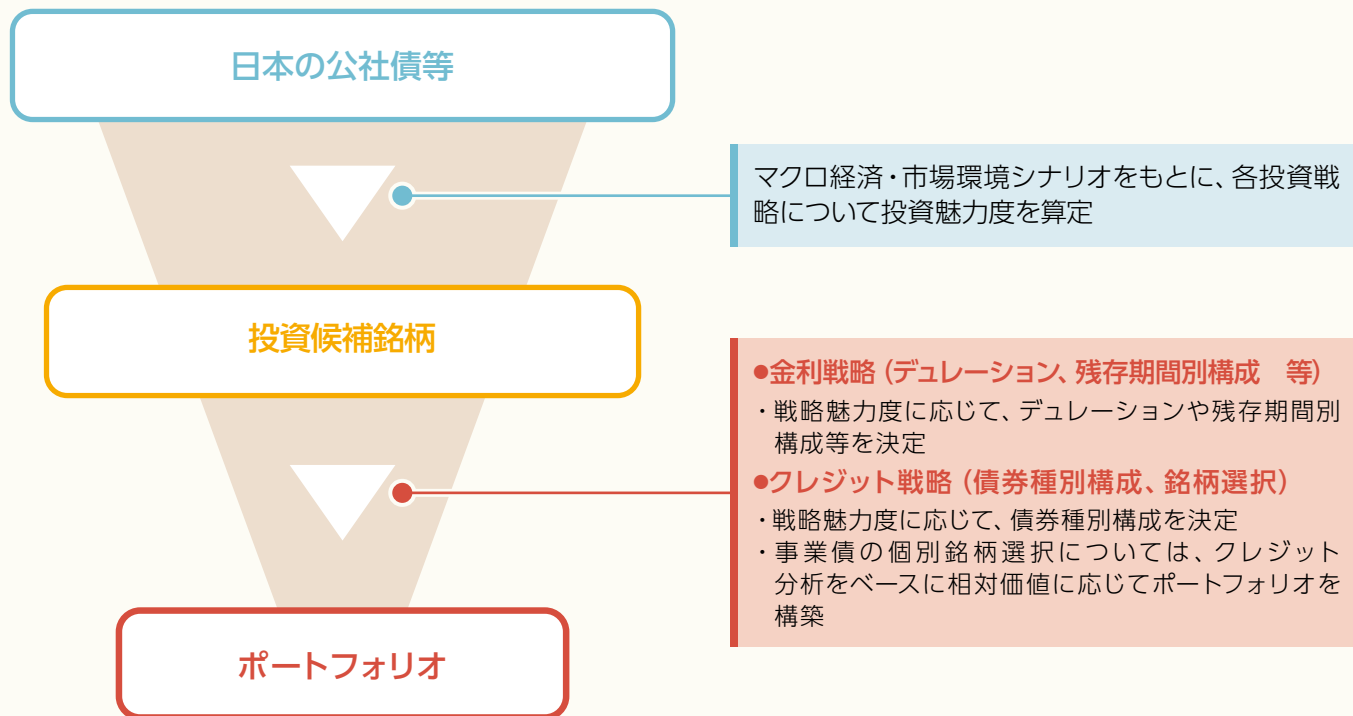 日本の公社債等
マクロ経済・市場環境シナリオをもとに、各投資戦
略について投資魅力度を算定
投資候補銘柄
●金利戦略（デュレーション、残存期間別構成　等）
・戦略魅力度に応じて、デュレーションや残存期間別
構成等を決定
●クレジット戦略（債券種別構成、銘柄選択）
・戦略魅力度に応じて、債券種別構成を決定
・事業債の個別銘柄選択については、クレジット
分析をベースに相対価値に応じてポートフォリオを
構築
ポートフォリオ